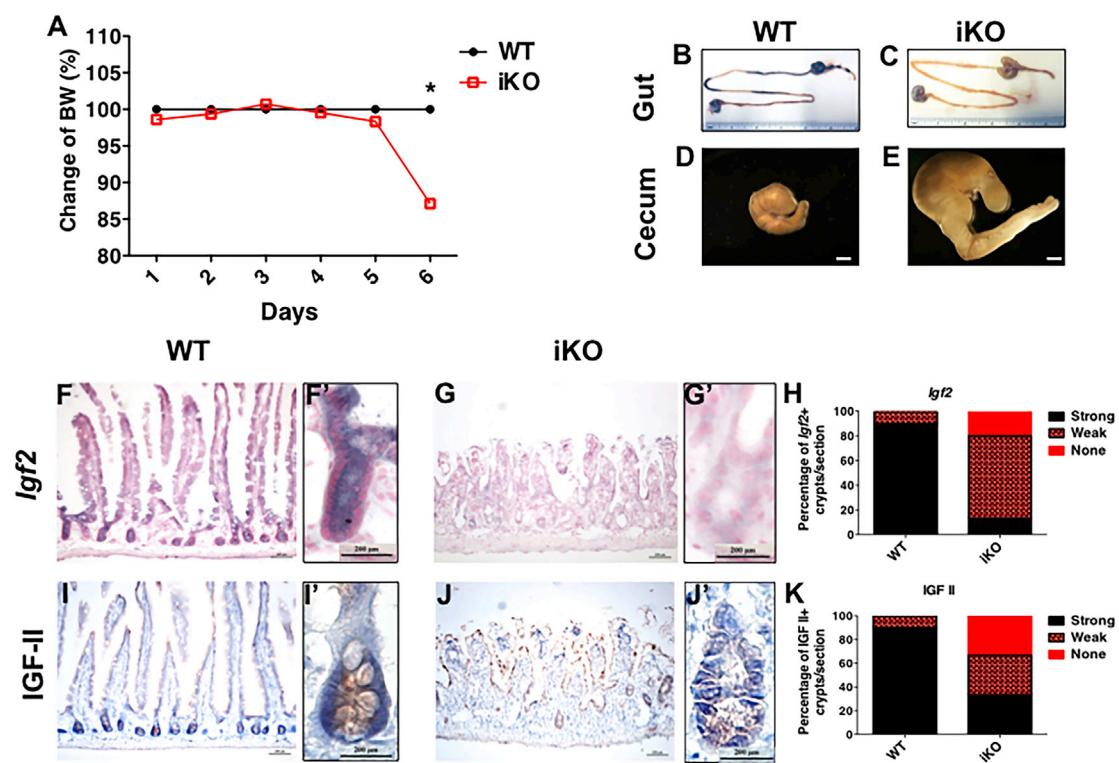 A
Change of BW (%)
110
105
100
95
90
85
80
1
2
3
4
5
6
Days
*
WT
iKO
WT
iKO
Gut
B
C
Cecum
D
E
WT
iKO
Igf2
F
F'
200 µm
G
G'
200 µm
H
Igf2
Percentage of Igf2+
crypts/section
100
80
60
40
20
0
WT
iKO
Strong
Weak
None
IGF-II
I
I'
200 µm
J
J'
200 µm
K
IGF II
Percentage of IGF II+
crypts/section
100
80
60
40
20
0
WT
iKO
Strong
Weak
None